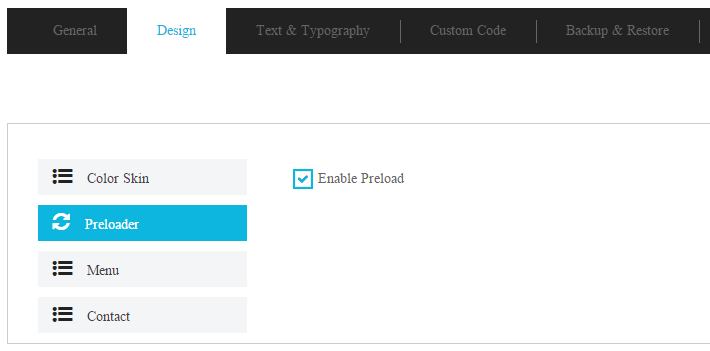 General Design Text & Typography Custom Code Backup & Restore
Color Skin Enable Preload
Preloader
Menu
Contact